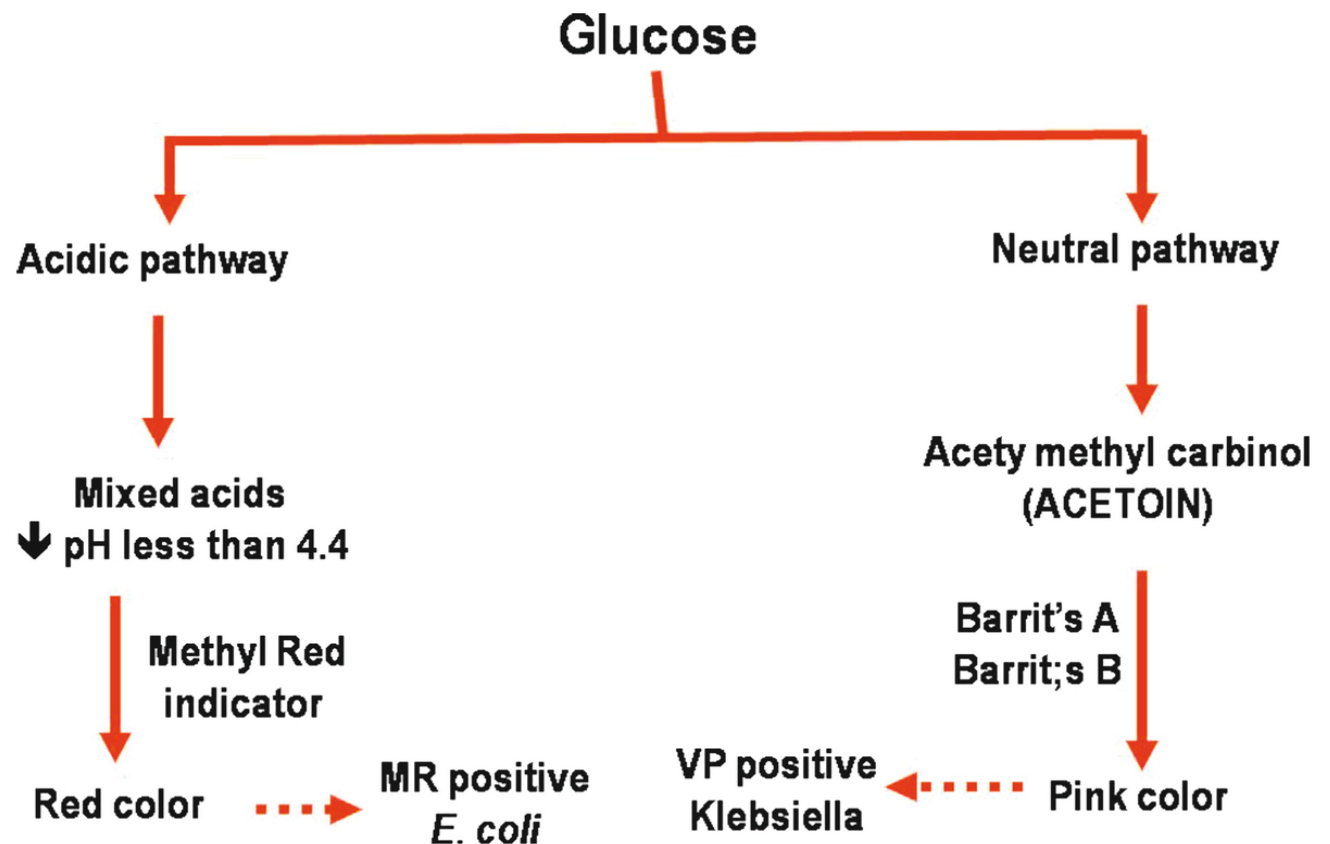 Glucose
Acidic pathway
Neutral pathway
Mixed acids
pH less than 4.4
Acety methyl carbinol
(ACETOIN)
Methyl Red
indicator
Barrit's A
Barrit;s B
Red color
MR positive
E. coli
VP positive
Klebsiella
Pink color